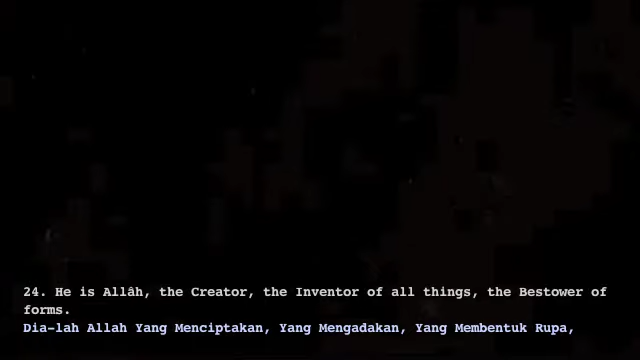 24. He is Allâh, the Creator, the Inventor of all things, the Bestower of
forms.
Dia-lah Allah Yang Menciptakan, Yang Mengadakan, Yang Membentuk Rupa,